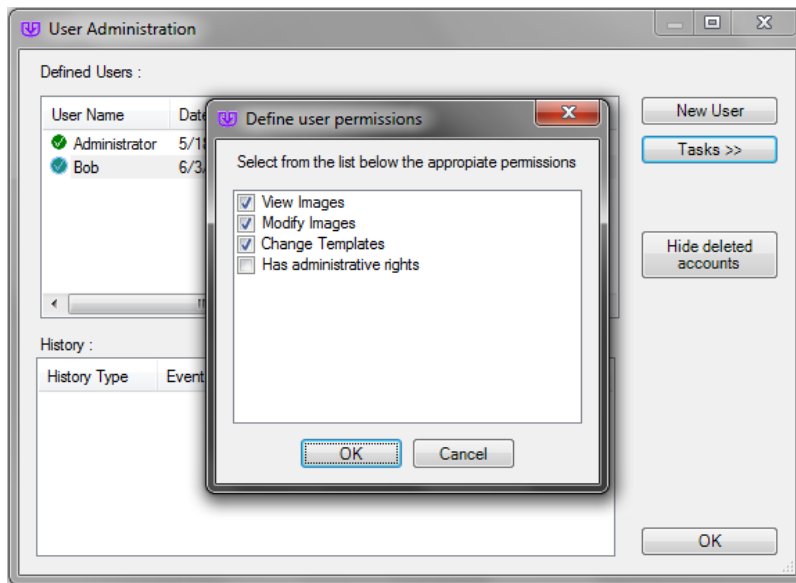 User Administration
Defined Users :
User Name Date
Administrator 5/18
Bob 6/3/
New User
Tasks >>
Hide deleted
accounts
History :
History Type Event
OK
Define user permissions
Select from the list below the appropiate permissions
View Images
Modify Images
Change Templates
Has administrative rights
OK Cancel